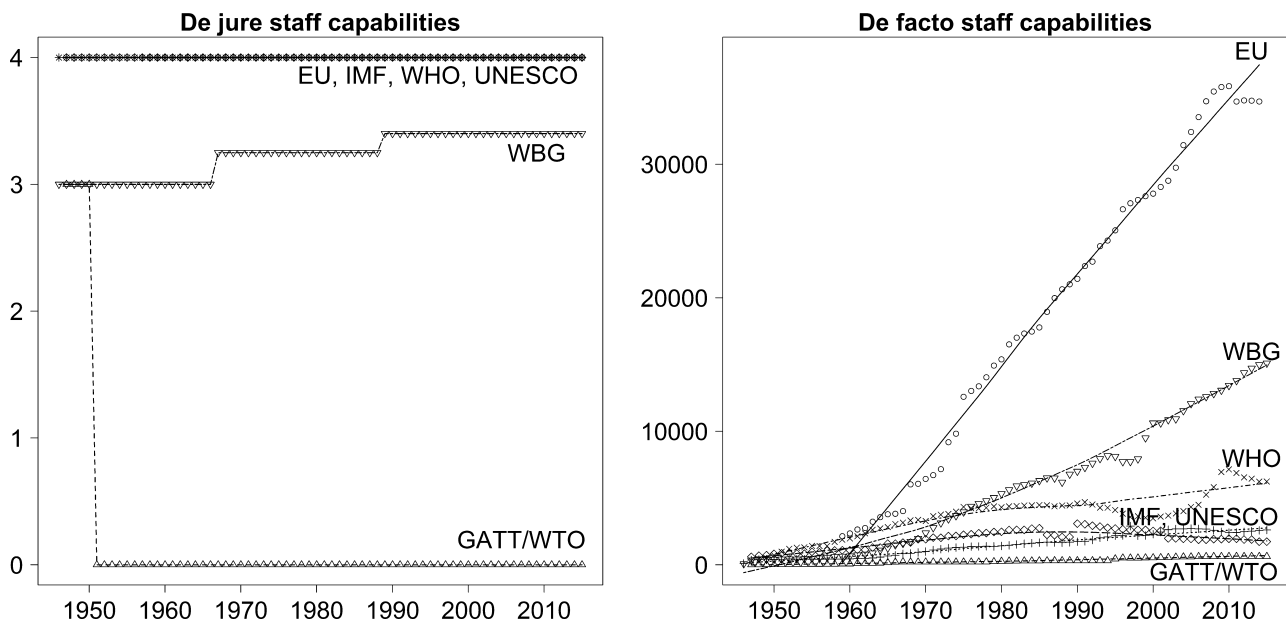 De jure staff capabilities
4
EU, IMF, WHO, UNESCO
WBG
3
2
1
GATT/WTO
0
1950 1960 1970 1980 1990 2000 2010
De facto staff capabilities
EU
30000
20000
WBG
10000
WHO
IMF, UNESCO
0
GATT/WTO
1950 1960 1970 1980 1990 2000 2010